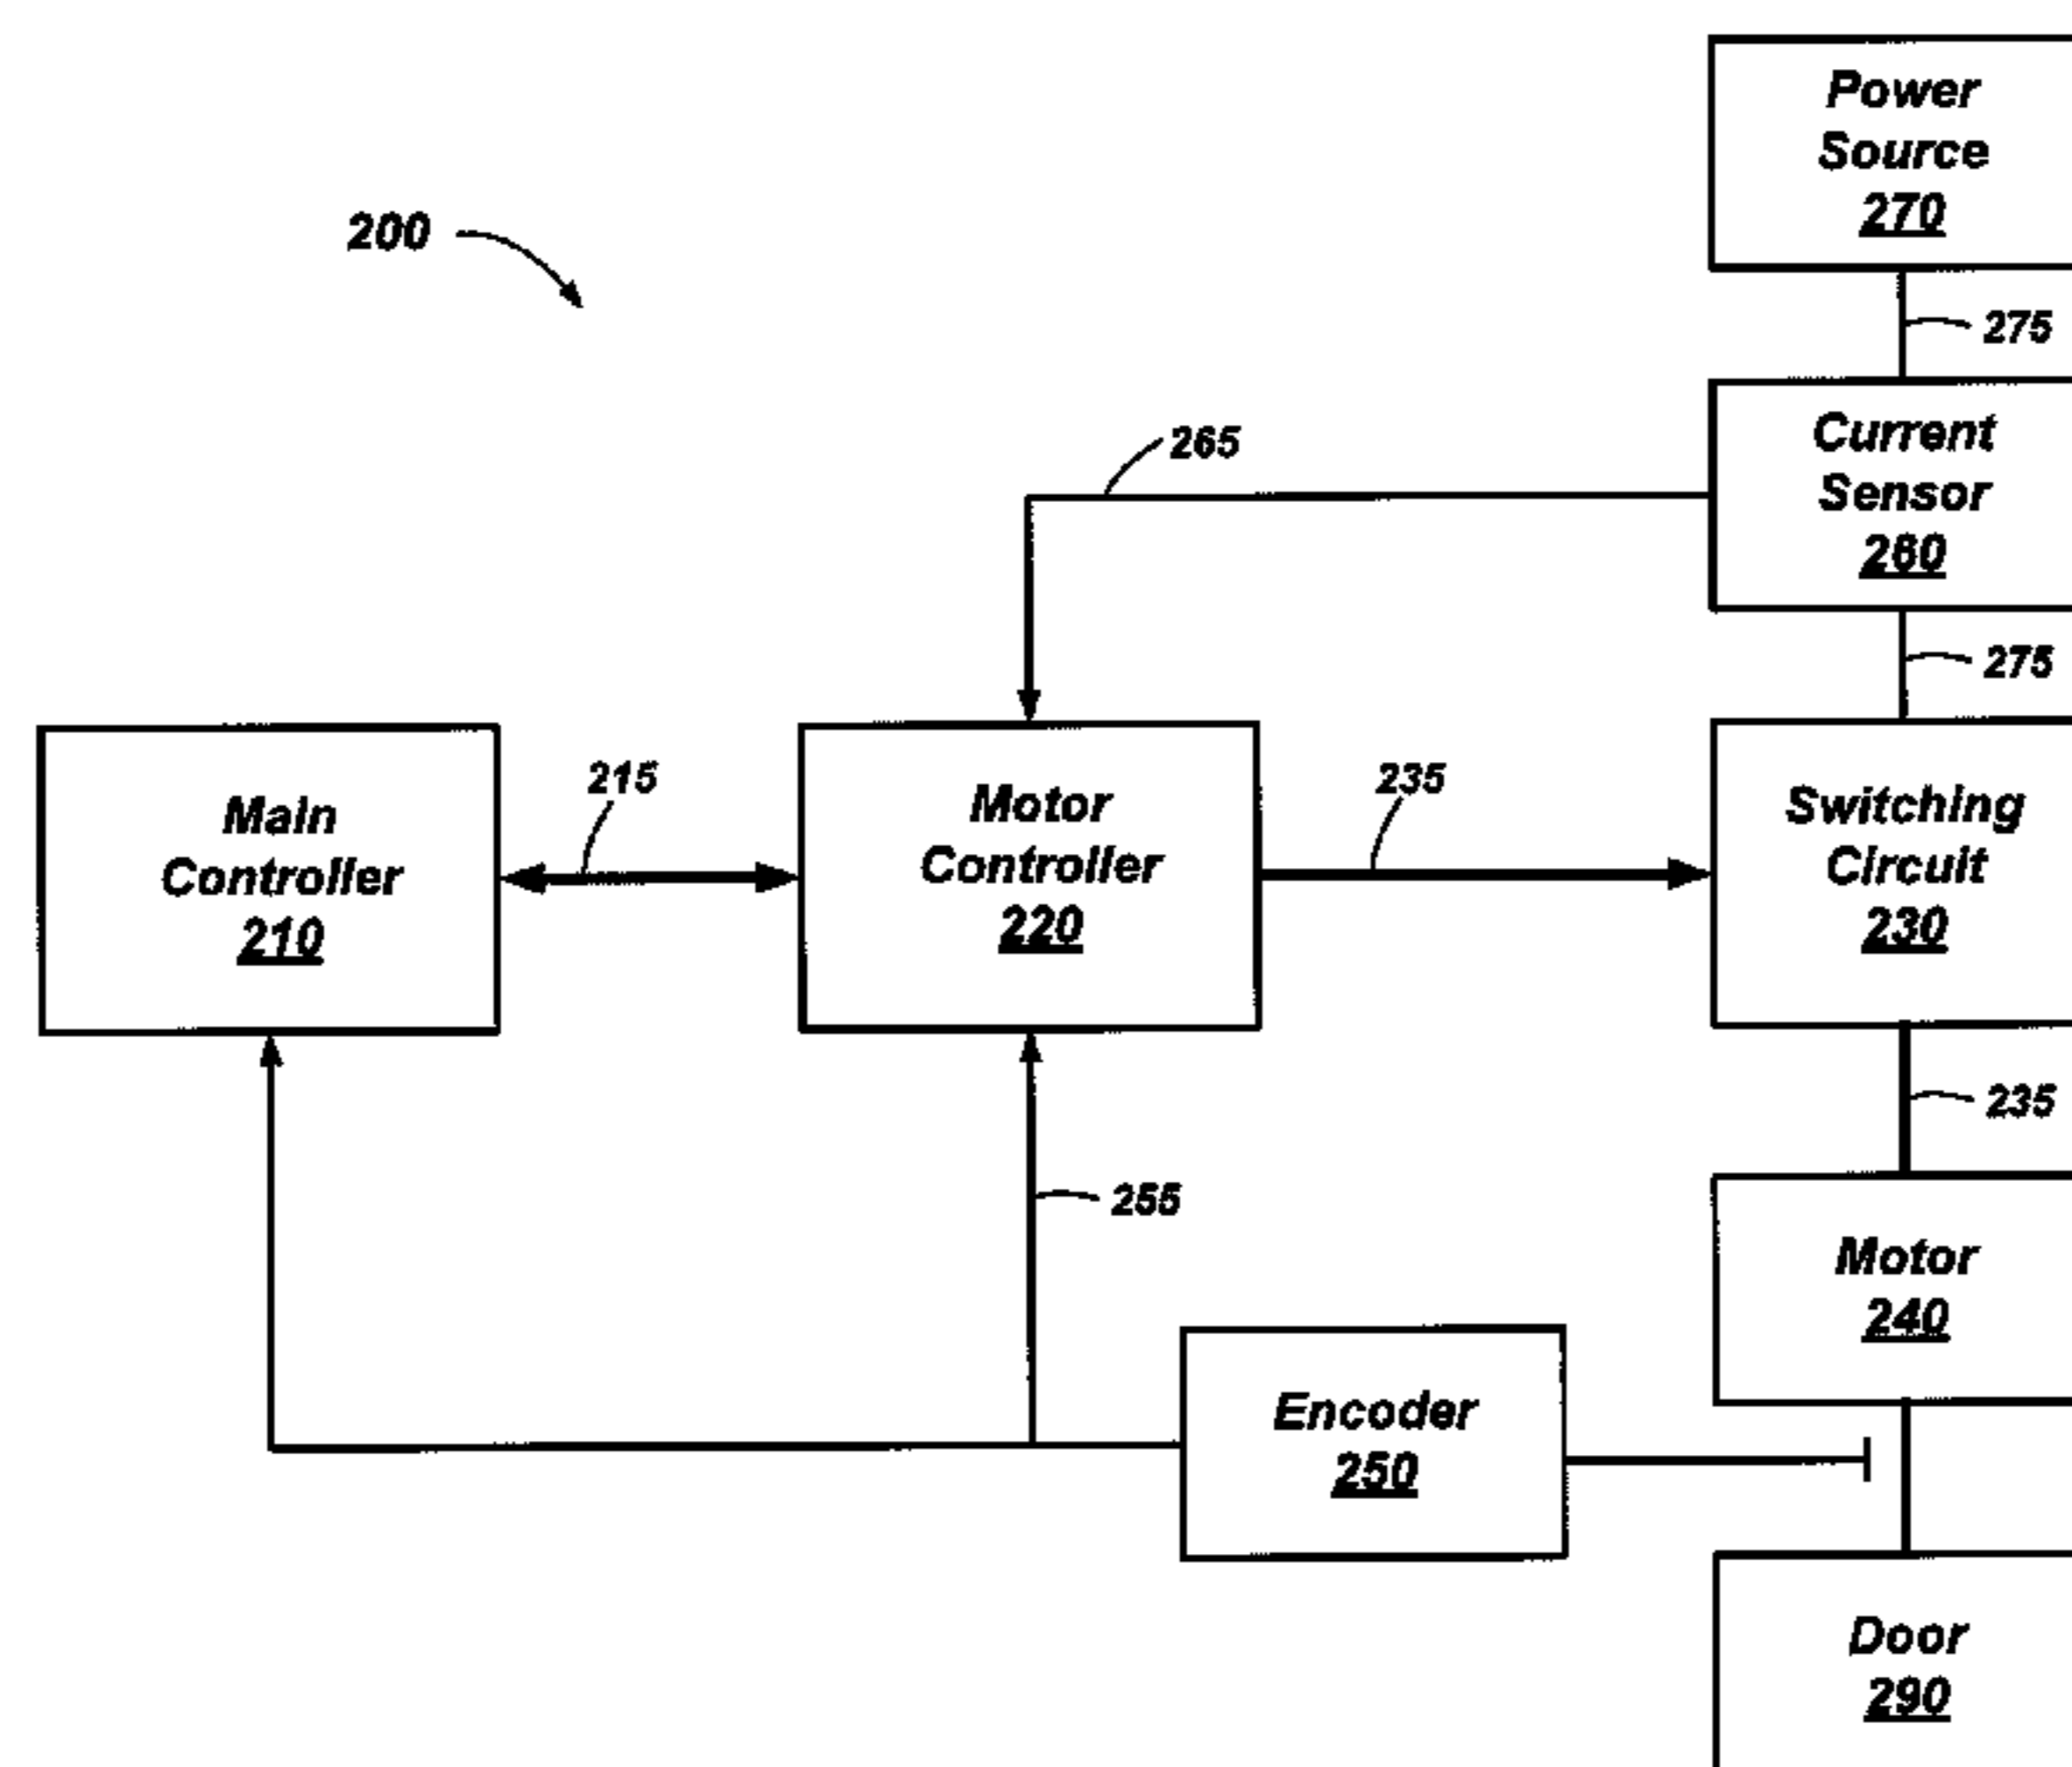 Power
Source
270
200
275
Current
Sensor
260
265
275
Main
Controller
210
215
Motor
Controller
220
235
Switching
Circuit
230
235
255
Motor
240
Encoder
250
Door
290